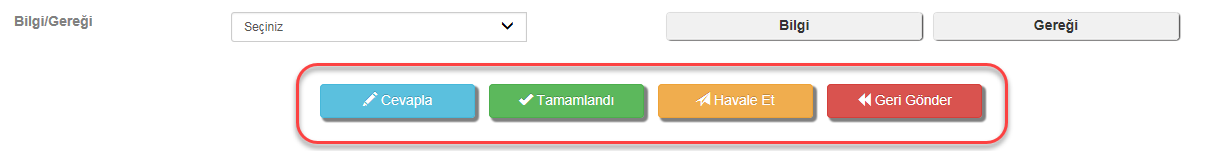 Bilgi/Gereği Seçiniz Bilgi Gereği
Cevapla Tamamlandı Havale Et Geri Gönder